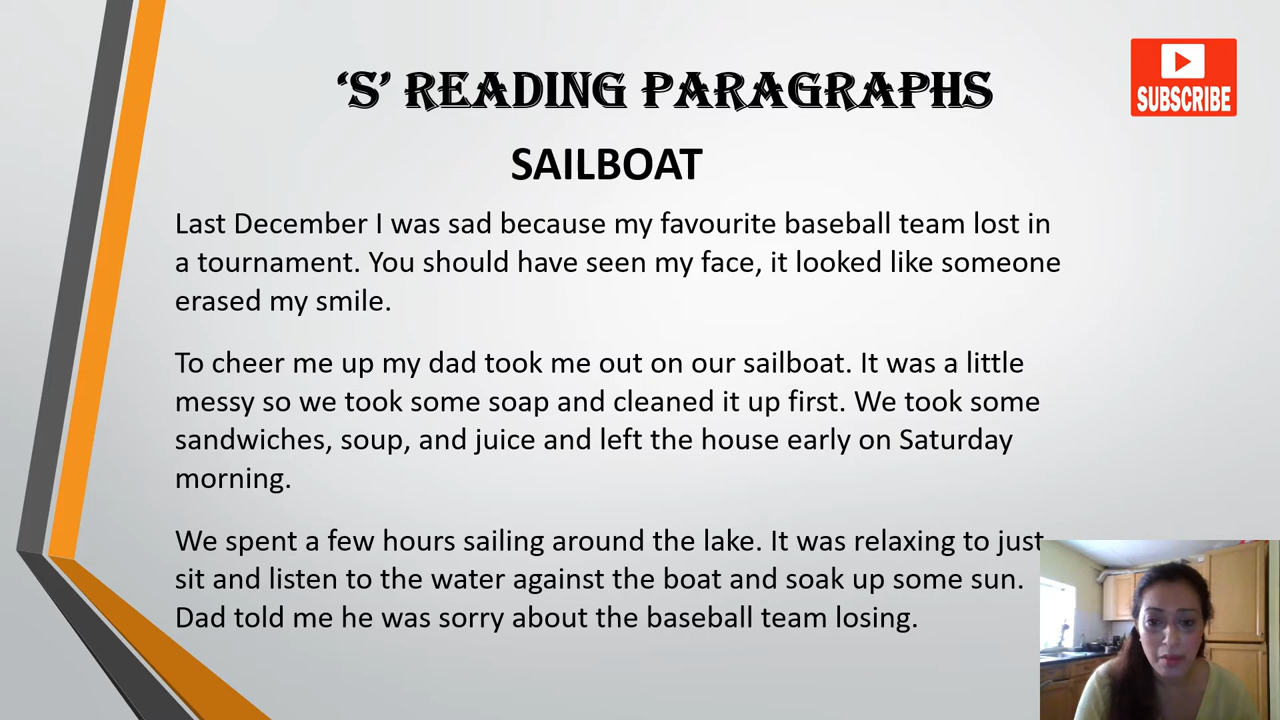 ‘S’ READING PARAGRAPHS
SUBSCRIBE
SAILBOAT
Last December I was sad because my favourite baseball team lost in
a tournament. You should have seen my face, it looked like someone
erased my smile.
To cheer me up my dad took me out on our sailboat. It was a little
messy so we took some soap and cleaned it up first. We took some
sandwiches, soup, and juice and left the house early on Saturday
morning.
We spent a few hours sailing around the lake. It was relaxing to just
sit and listen to the water against the boat and soak up some sun.
Dad told me he was sorry about the baseball team losing.